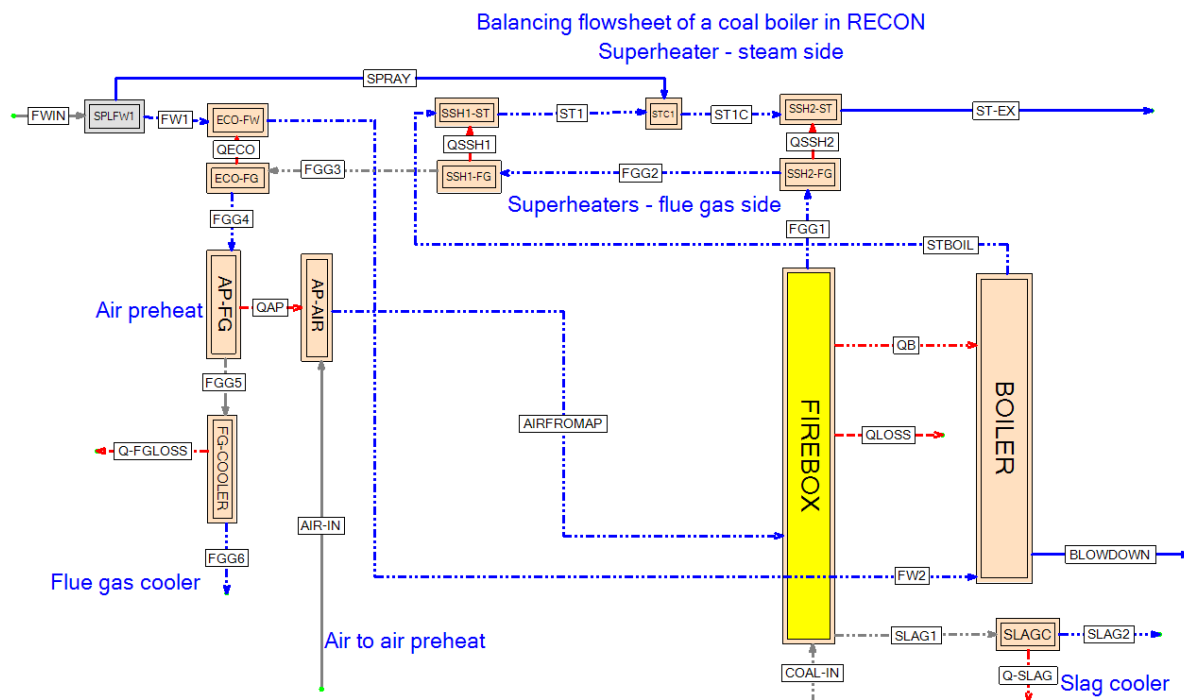 Balancing flowsheet of a coal boiler in RECON
Superheater - steam side
SPRAY
FWIN
SPLFW1
FW1
ECO-FW
SSH1-ST
ST1
STC1
ST1C
SSH2-ST
ST-EX
QECO
QSSH1
QSSH2
ECO-FG
FGG3
SSH1-FG
FGG2
SSH2-FG
Superheaters - flue gas side
FGG4
FGG1
STBOIL
Air preheat
AP-FG
QAP
AP-AIR
QB
FGG5
FIREBOX
BOILER
AIRFROMAP
QLOSS
Q-FGLOSS
FG-COOLER
AIR-IN
FGG6
BLOWDOWN
Flue gas cooler
FW2
Air to air preheat
SLAG1
SLAGC
SLAG2
COAL-IN
Q-SLAG
Slag cooler